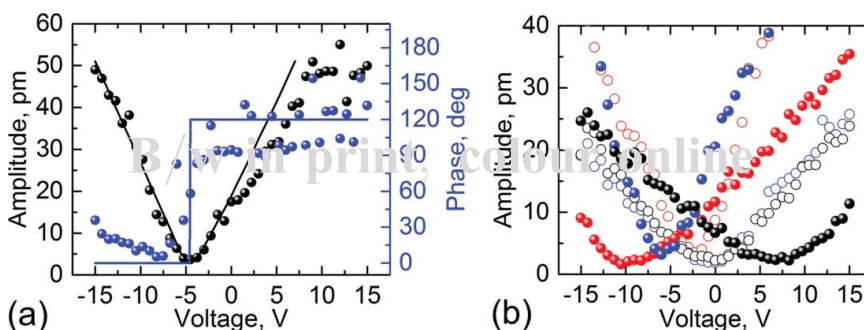 60
50
40
30
20
10
0
Amplitude, pm
180
150
120
90
60
30
0
Phase, deg
-15 -10 -5 0 5 10 15
Voltage, V
(a)
40
30
20
10
0
Amplitude, pm
-15 -10 -5 0 5 10 15
Voltage, V
(b)
B/w in print, colour online